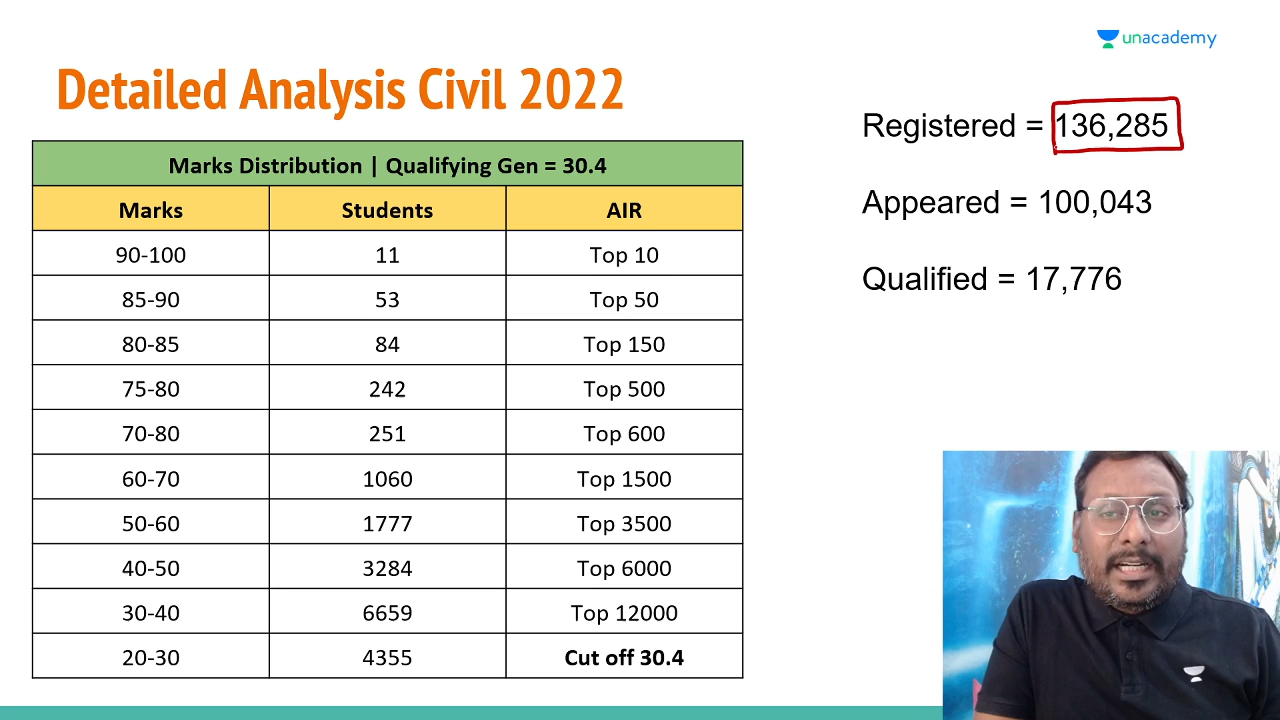 unacademy
Detailed Analysis Civil 2022
Marks Distribution | Qualifying Gen = 30.4
Marks Students AIR
90-100 11 Top 10
85-90 53 Top 50
80-85 84 Top 150
75-80 242 Top 500
70-80 251 Top 600
60-70 1060 Top 1500
50-60 1777 Top 3500
40-50 3284 Top 6000
30-40 6659 Top 12000
20-30 4355 Cut off 30.4
Registered = 136,285
Appeared = 100,043
Qualified = 17,776